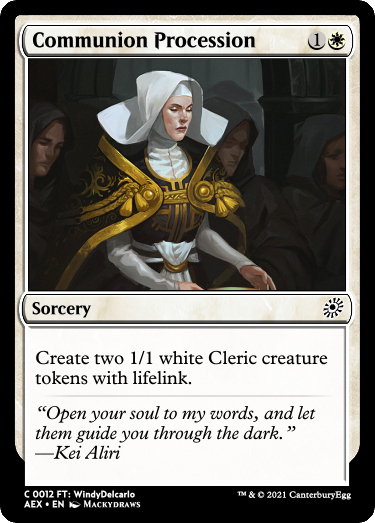 Communion Procession 1
Sorcery
Create two 1/1 white Cleric creature
tokens with lifelink.
“Open your soul to my words, and let
them guide you through the dark.”
—Kei Aliri
C 0012 FT: WindyDelcarlo
AEX • EN Mackydraws
™ & © 2021 CanterburyEgg